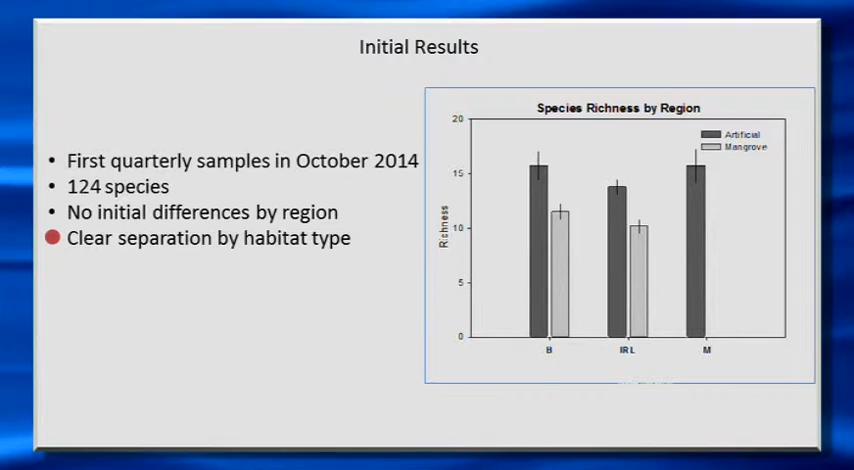 Initial Results
• First quarterly samples in October 2014
• 124 species
• No initial differences by region
Clear separation by habitat type
Species Richness by Region
Artificial
Mangrove
Richness
20
15
10
5
0
B IRL M